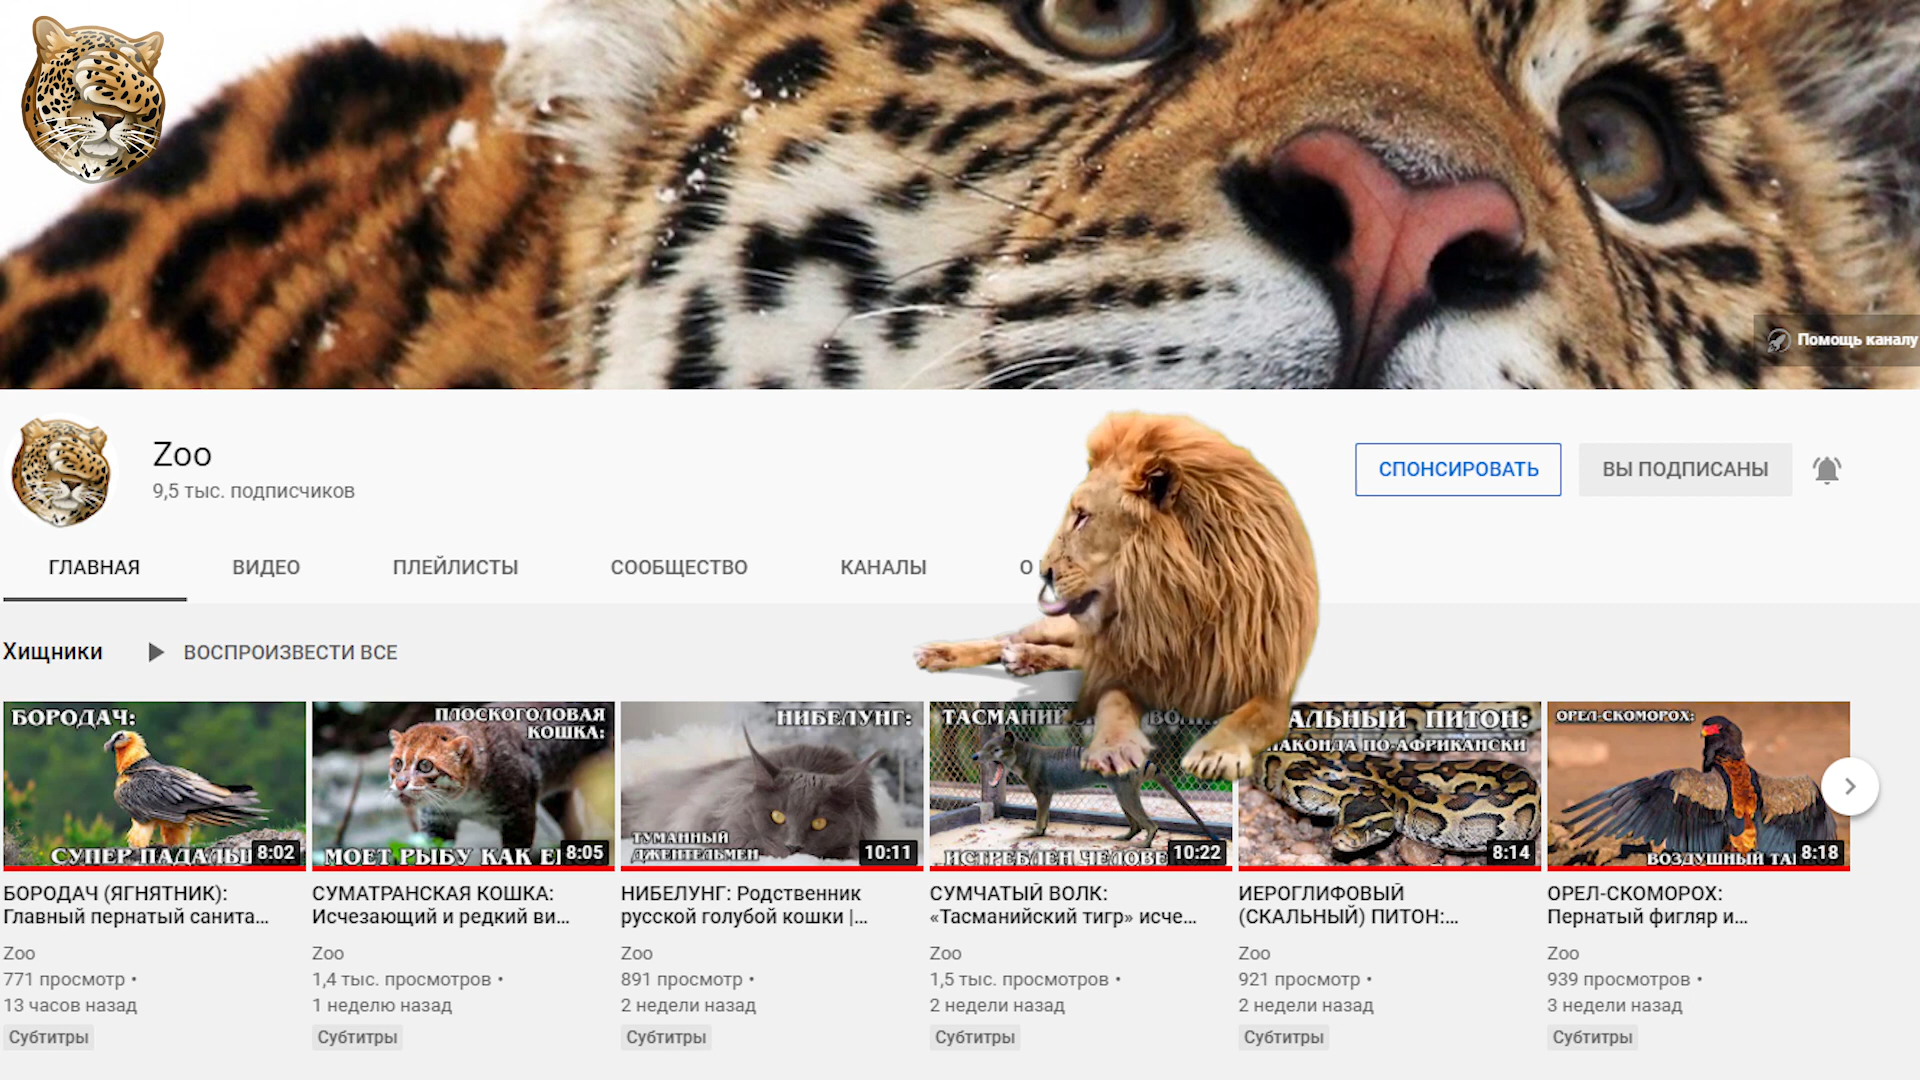 Помощь каналу
Zoo
9,5 тыс. подписчиков
СПОНСИРОВАТЬ
ВЫ ПОДПИСАНЫ
ГЛАВНАЯ
ВИДЕО
ПЛЕЙЛИСТЫ
СООБЩЕСТВО
КАНАЛЫ
О
Хищники
ВОСПРОИЗВЕСТИ ВСЕ
БОРОДАЧ:
8:02
ПЛОСКОГОЛОВАЯ
КОШКА:
МОЕТ РЫБУ КАК
8:05
НИБЕЛУНГ:
ТУМАННЫЙ
ДЖЕНТЕЛЬМЕН
10:11
ИСТРЕБЛЕН
10:22
ПИТОН:
ПО-АФРИКАНСКИ
8:14
ОРЕЛ-СКОМОРОХ:
ВОЗДУШНЫЙ
8:18
БОРОДАЧ (ЯГНЯТНИК):
Главный пернатый санита...
Zoo
771 просмотр •
13 часов назад
Субтитры
СУМАТРАНСКАЯ КОШКА:
Исчезающий и редкий ви...
Zoo
1,4 тыс. просмотров •
1 неделю назад
Субтитры
НИБЕЛУНГ: Родственник
русской голубой кошки |...
Zoo
891 просмотр •
2 недели назад
Субтитры
СУМЧАТЫЙ ВОЛК:
«Тасманийский тигр» исче...
Zoo
1,5 тыс. просмотров •
2 недели назад
Субтитры
ИЕРОГЛИФОВЫЙ
(СКАЛЬНЫЙ) ПИТОН:...
Zoo
921 просмотр •
2 недели назад
Субтитры
ОРЕЛ-СКОМОРОХ:
Пернатый фигляр и...
Zoo
939 просмотров •
3 недели назад
Субтитры